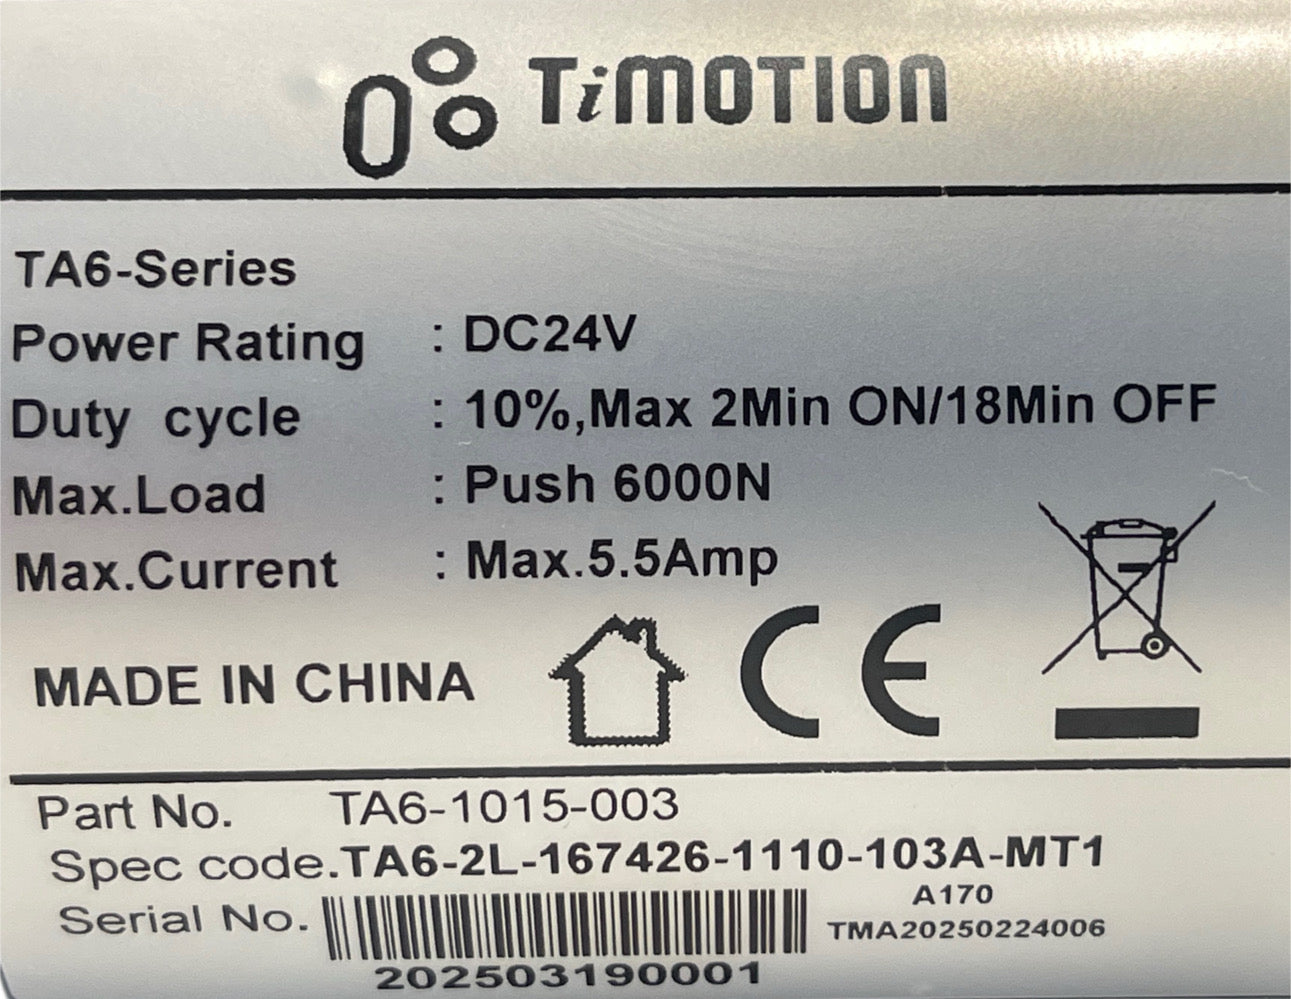 TiMOTION
TA6-Series
Power Rating : DC24V
Duty cycle : 10%,Max 2Min ON/18Min OFF
Max.Load : Push 6000N
Max.Current : Max.5.5Amp
MADE IN CHINA CE
Part No. TA6-1015-003
Spec code.TA6-2L-167426-1110-103A-MT1
A170
Serial No. TMA20250224006
202503190001